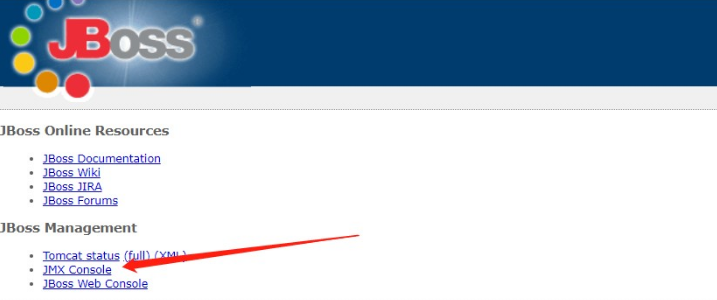 JBoss®
JBoss Online Resources
JBoss Documentation
JBoss Wiki
JBoss JIRA
JBoss Forums
JBoss Management
Tomcat status (full) (XML)
JMX Console
JBoss Web Console